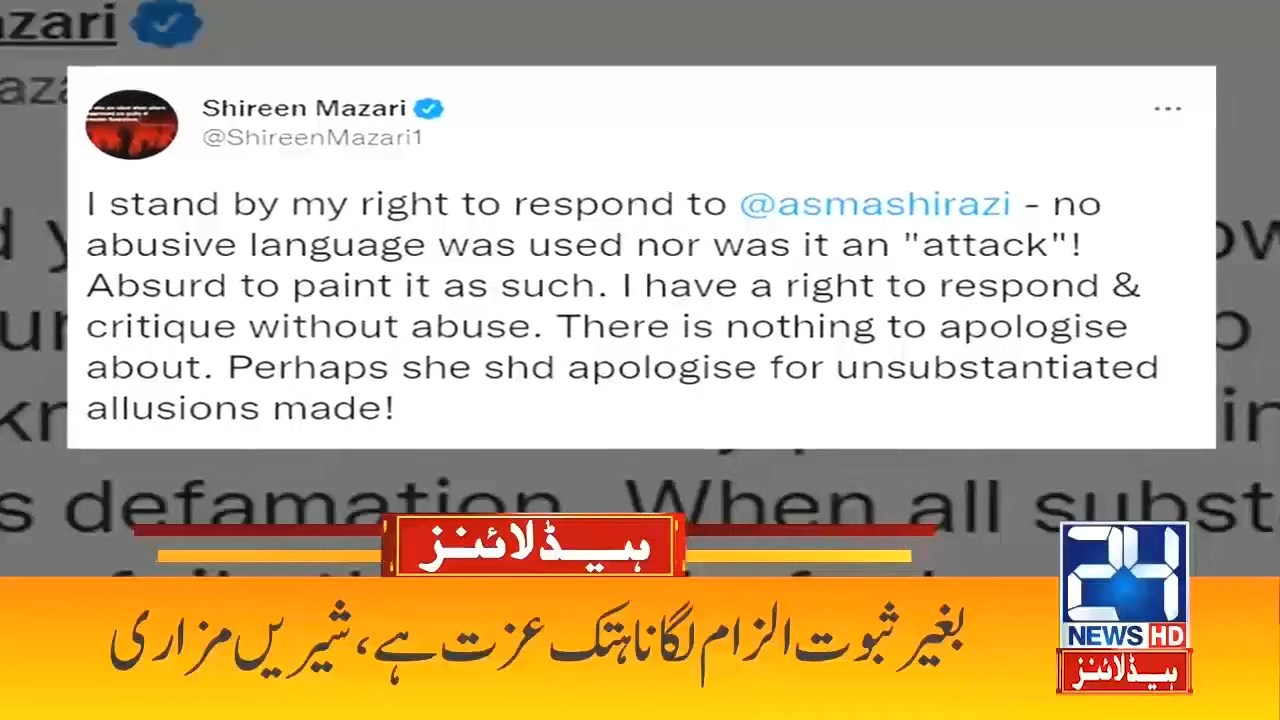 Shireen Mazari
@ShireenMazari1
I stand by my right to respond to @asmashirazi - no
abusive language was used nor was it an "attack"!
Absurd to paint it as such. I have a right to respond &
critique without abuse. There is nothing to apologise
about. Perhaps she shd apologise for unsubstantiated
allusions made!
s defamation. When all subst
ہیڈلائنز
بغیر ثبوت الزام لگانا ہتک عزت ہے، شیریں مزاری
24
NEWS HD
ہیڈلائنز